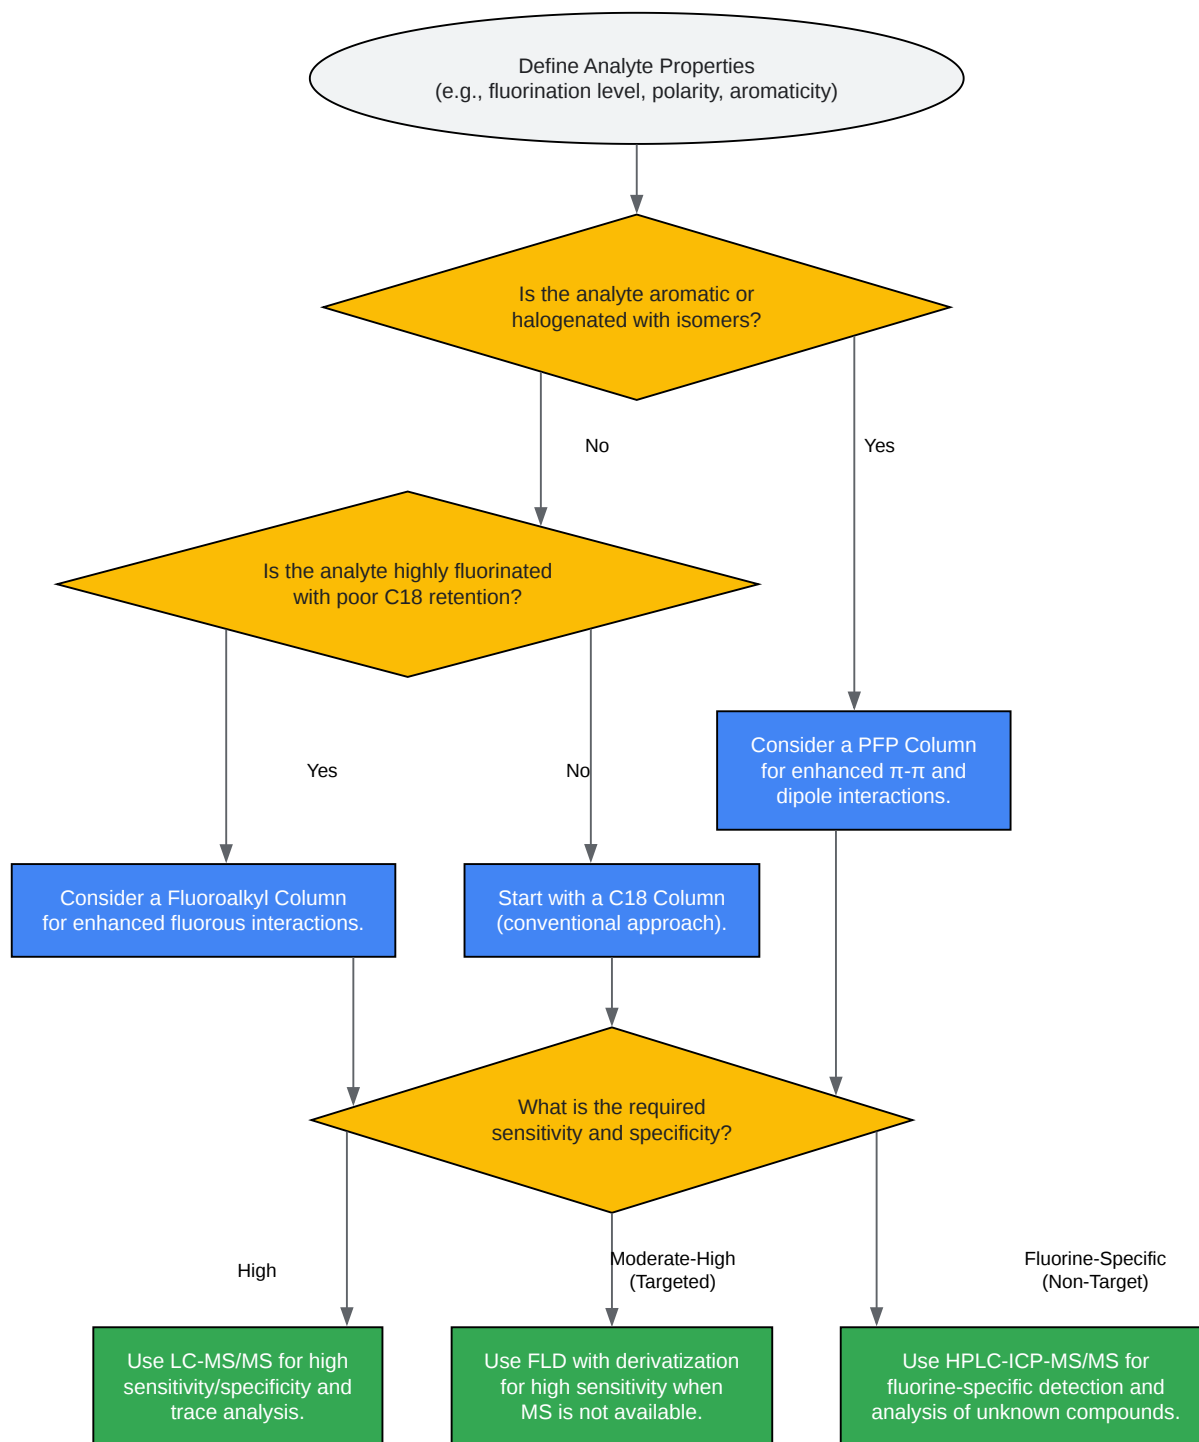 Define Analyte Properties
(e.g., fluorination level, polarity, aromaticity)
Is the analyte aromatic or
halogenated with isomers?
No
Yes
Is the analyte highly fluorinated
with poor C18 retention?
Yes
No
Consider a PFP Column
for enhanced π-π and
dipole interactions.
Consider a Fluoroalkyl Column
for enhanced fluorous interactions.
Start with a C18 Column
(conventional approach).
What is the required
sensitivity and specificity?
High
Moderate-High
(Targeted)
Fluorine-Specific
(Non-Target)
Use LC-MS/MS for high
sensitivity/specificity and
trace analysis.
Use FLD with derivatization
for high sensitivity when
MS is not available.
Use HPLC-ICP-MS/MS for
fluorine-specific detection and
analysis of unknown compounds.